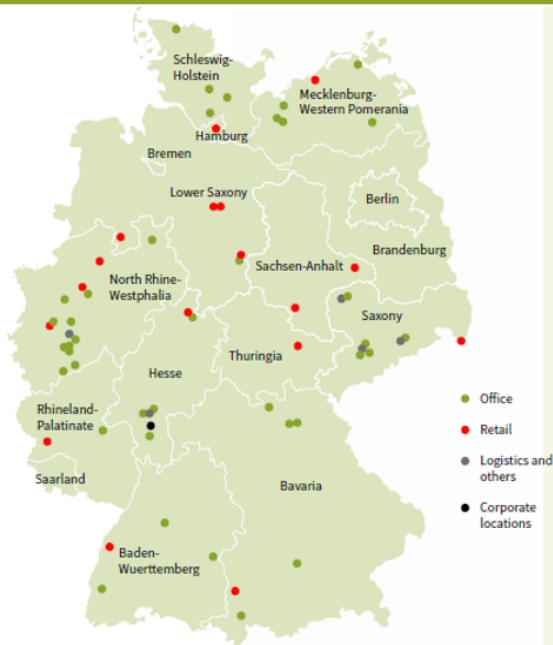 Schleswig-
Holstein
Mecklenburg-
Western Pomerania
Hamburg
Bremen
Lower Saxony
Berlin
Brandenburg
Sachsen-Anhalt
North Rhine-
Westphalia
Saxony
Thuringia
Hesse
Rhineland-
Palatinate
Saarland
Bavaria
Baden-
Wuerttemberg
Office
Retail
Logistics and
others
Corporate
locations